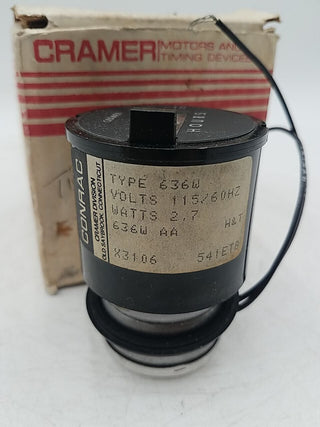 CRAMER MOTORS AND
TIMING DEVICES
HOURS
CONRAC
CRAMER DIVISION
OLD SAYBROOK, CONNECTICUT
TYPE 636W
VOLTS 115/60HZ
WATTS 2.7
636W AA H&T
X3106 541ET8